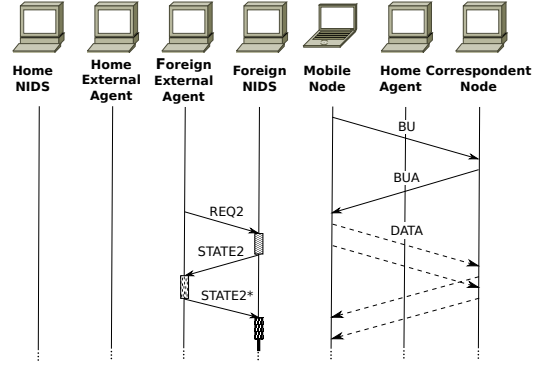 Home
NIDS
Home
External
Agent
Foreign
External
Agent
Foreign
NIDS
Mobile
Node
Home
Agent
Correspondent
Node
BU
BUA
REQ2
DATA
STATE2
STATE2*